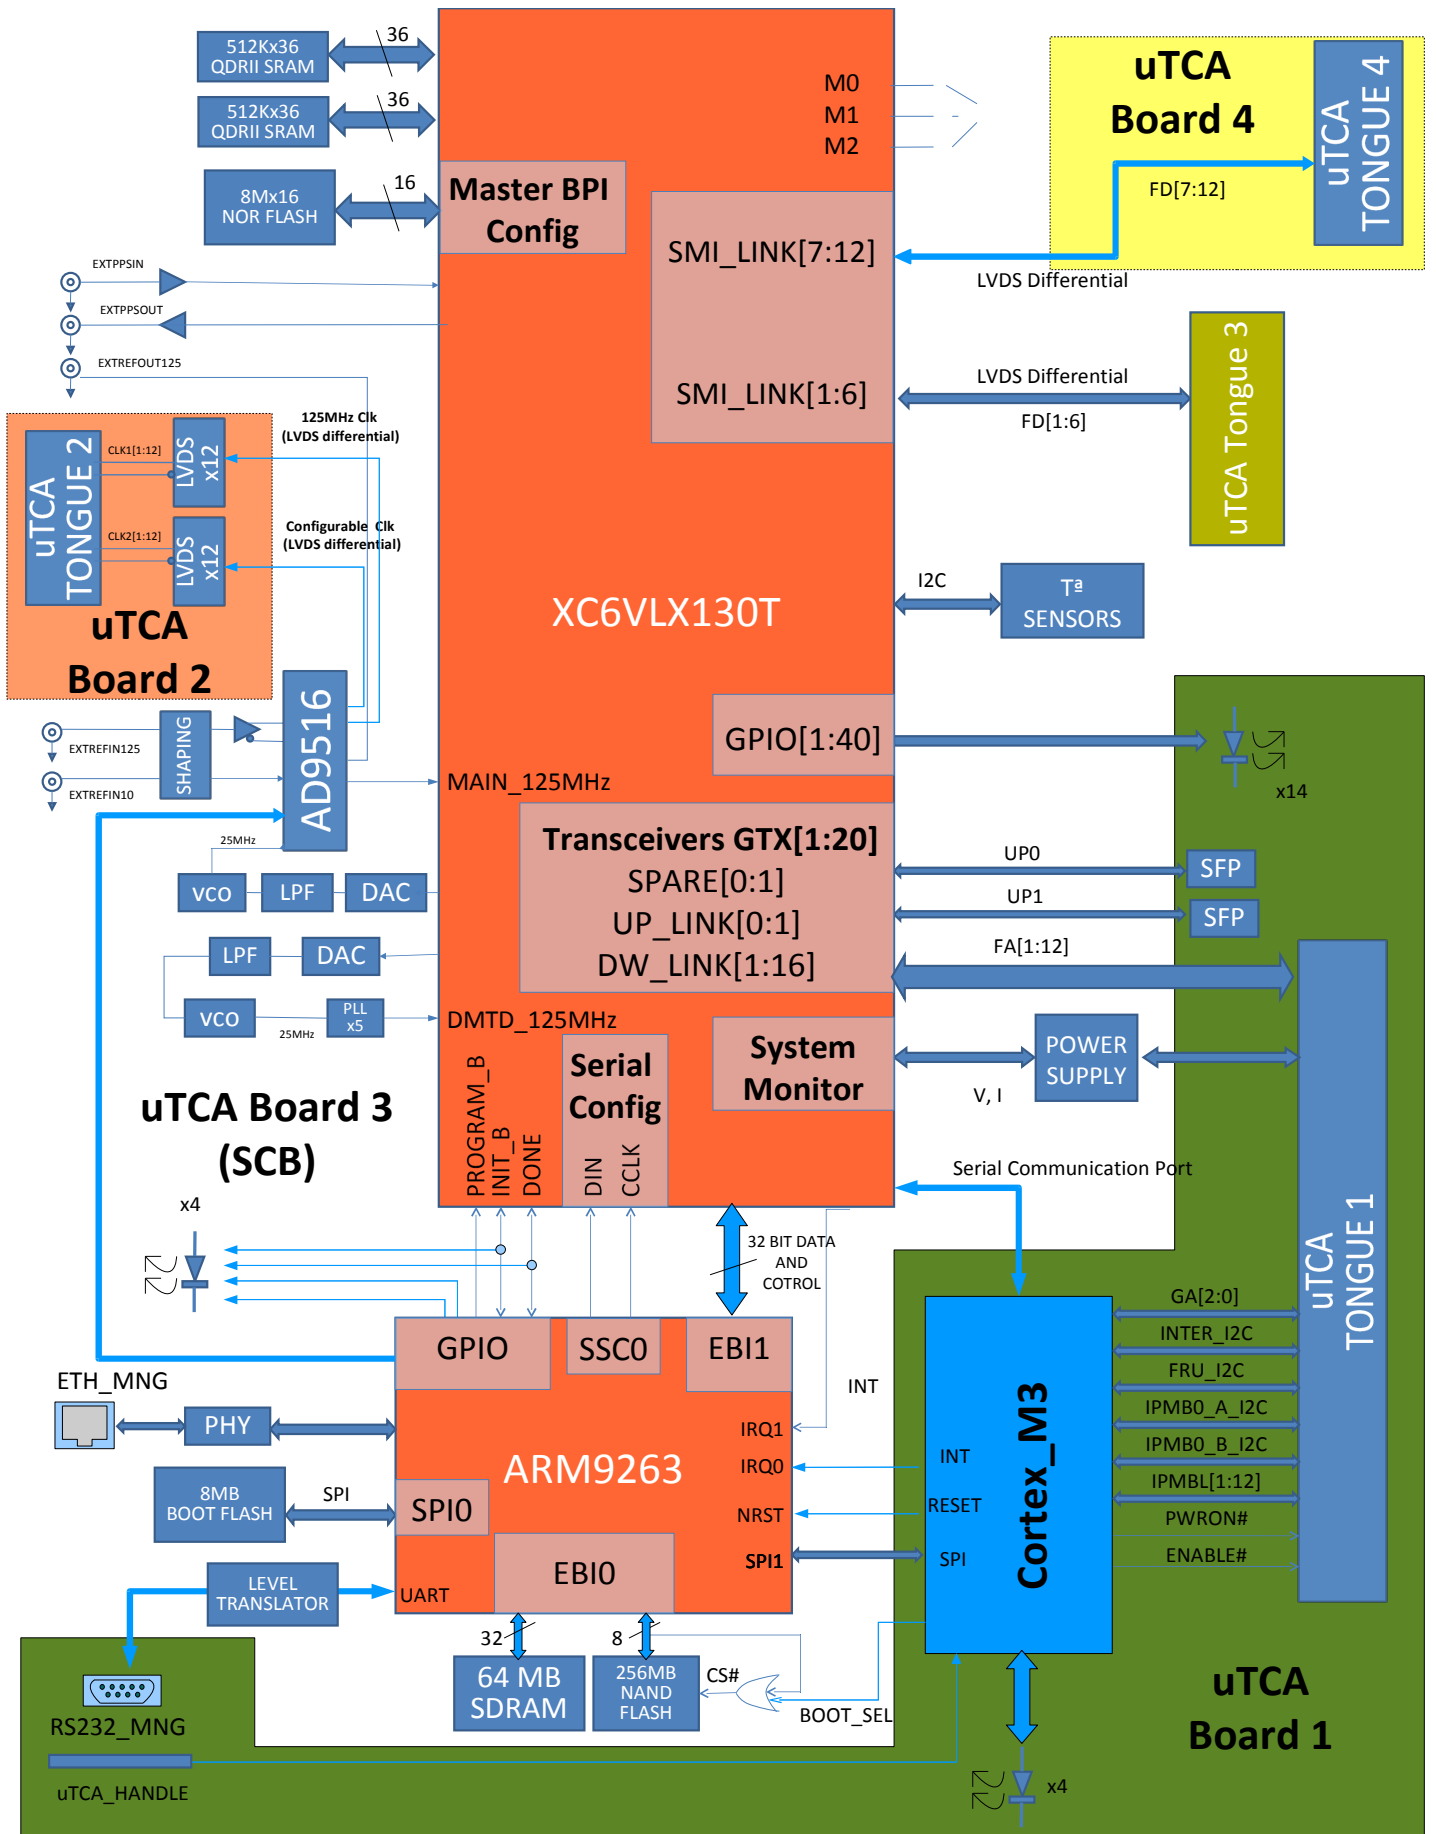 512Kx36
QDRII SRAM
36
512Kx36
QDRII SRAM
36
8Mx16
NOR FLASH
16
Master BPI
Config
M0
M1
M2
uTCA
Board 4
uTCA
TONGUE 4
FD[7:12]
SMI_LINK[7:12]
LVDS Differential
EXTPPSIN
EXTPPSOUT
EXTREFOUT125
SMI_LINK[1:6]
LVDS Differential
FD[1:6]
uTCA Tongue 3
125MHz Clk
(LVDS differential)
uTCA
TONGUE 2
CLK1[1:12]
LVDS
x12
Configurable Clk
(LVDS differential)
CLK2[1:12]
LVDS
x12
uTCA
Board 2
XC6VLX130T
I2C
Tª
SENSORS
AD9516
SHAPING
EXTREFIN125
EXTREFIN10
GPIO[1:40]
x14
MAIN_125MHz
25MHz
VCO
LPF
DAC
Transceivers GTX[1:20]
SPARE[0:1]
UP_LINK[0:1]
DW_LINK[1:16]
UP0
SFP
UP1
SFP
FA[1:12]
LPF
DAC
VCO
25MHz
PLL
x5
DMTD_125MHz
System
Monitor
V, I
POWER
SUPPLY
Serial
Config
PROGRAM_B
INIT_B
DONE
DIN
CCLK
uTCA Board 3
(SCB)
Serial Communication Port
uTCA
TONGUE 1
x4
32 BIT DATA
AND
COTROL
GPIO
SSC0
EBI1
INT
ETH_MNG
PHY
IRQ1
ARM9263
IRQ0
INT
8MB
BOOT FLASH
SPI
SPI0
NRST
RESET
SPI1
SPI
Cortex_M3
GA[2:0]
INTER_I2C
FRU_I2C
IPMB0_A_I2C
IPMB0_B_I2C
IPMBL[1:12]
PWRON#
ENABLE#
EBI0
LEVEL
TRANSLATOR
UART
32
8
64 MB
SDRAM
256MB
NAND
FLASH
CS#
BOOT_SEL
RS232_MNG
uTCA_HANDLE
x4
uTCA
Board 1